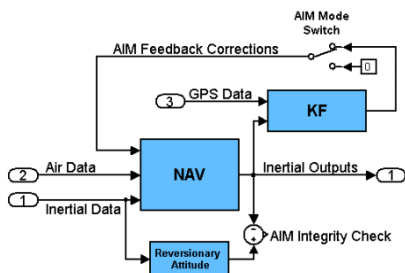 AIM Mode
Switch
AIM Feedback Corrections
0
GPS Data
3
KF
Air Data
2
NAV
Inertial Outputs
1
Inertial Data
1
-
+
AIM Integrity Check
Reversionary
Attitude